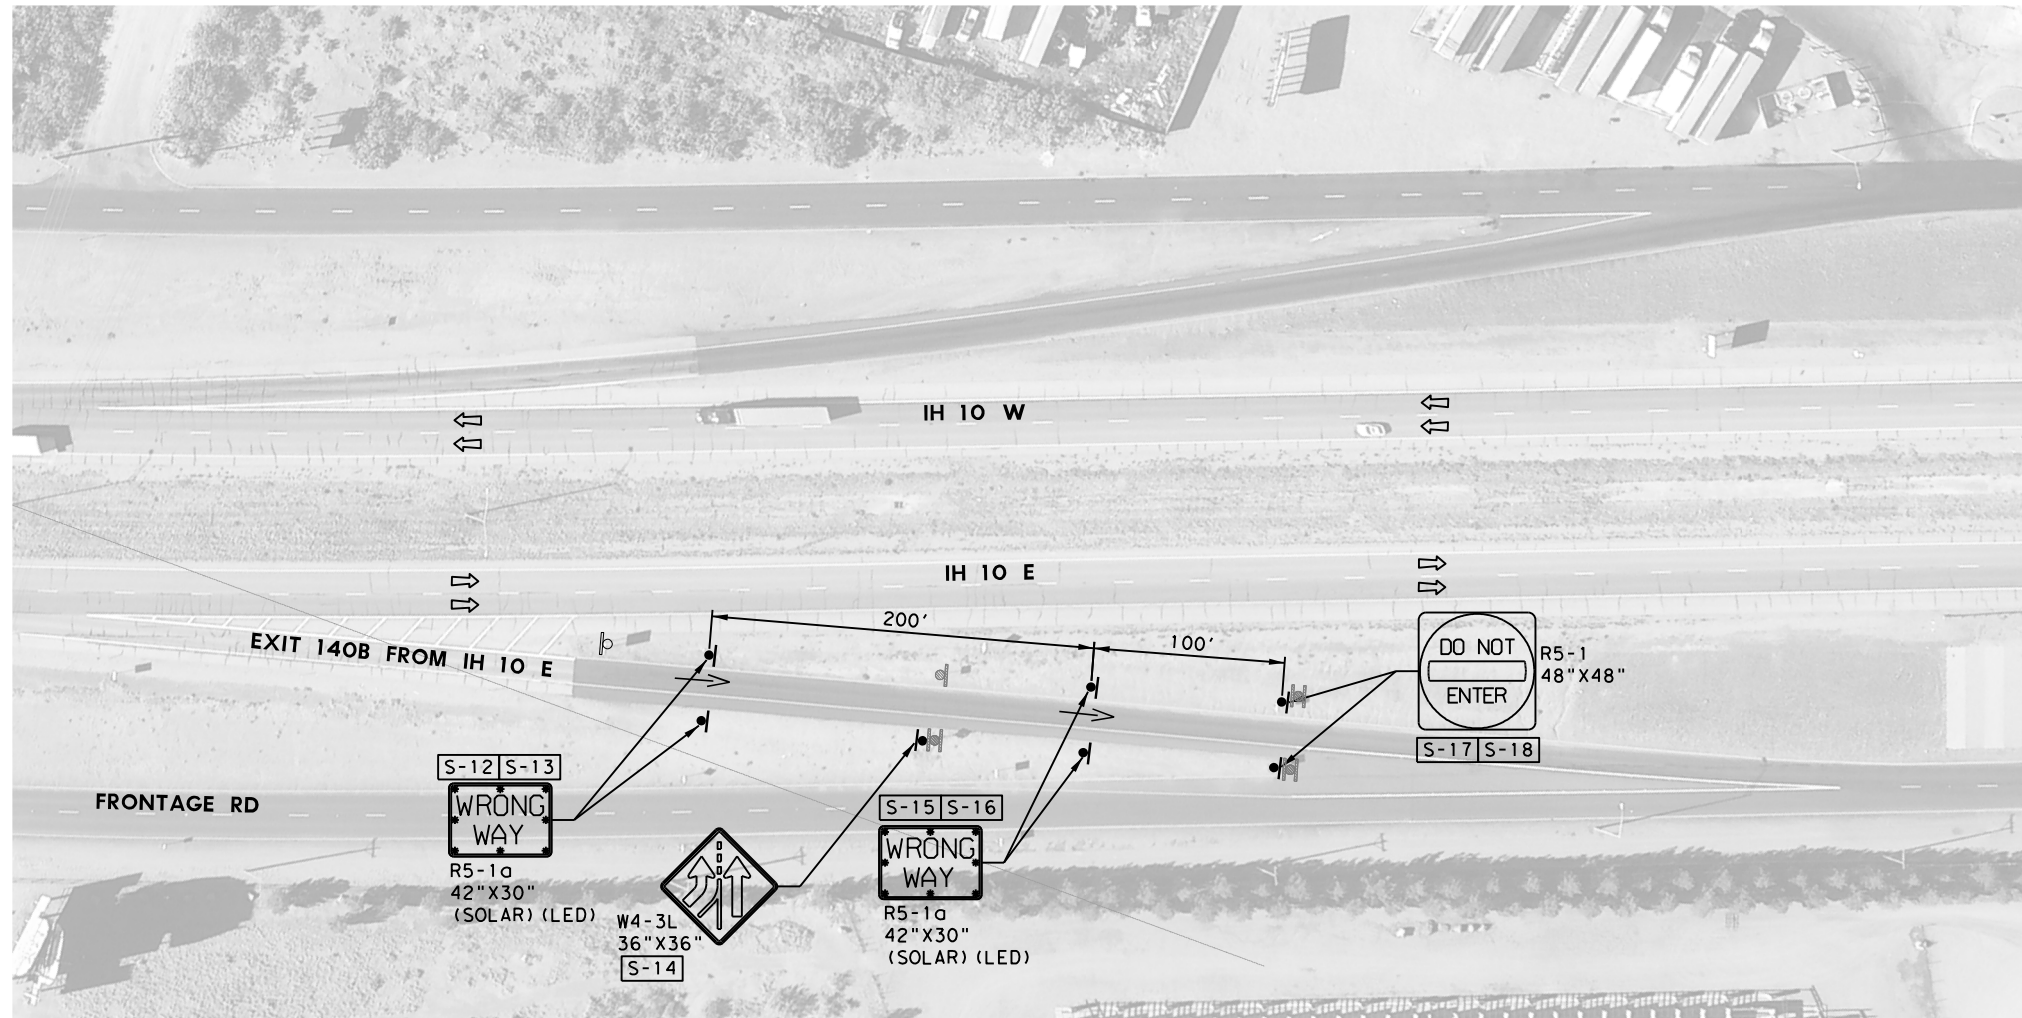 IH 10 W
IH 10 E
200'
100'
EXIT 140B FROM IH 10 E
DO NOT
ENTER
R5-1
48"X48"
S-17 S-18
FRONTAGE RD
S-12 S-13
WRONG
WAY
R5-1a
42"X30"
(SOLAR)(LED)
W4-3L
36"X36"
S-14
S-15 S-16
WRONG
WAY
R5-1a
42"X30"
(SOLAR)(LED)